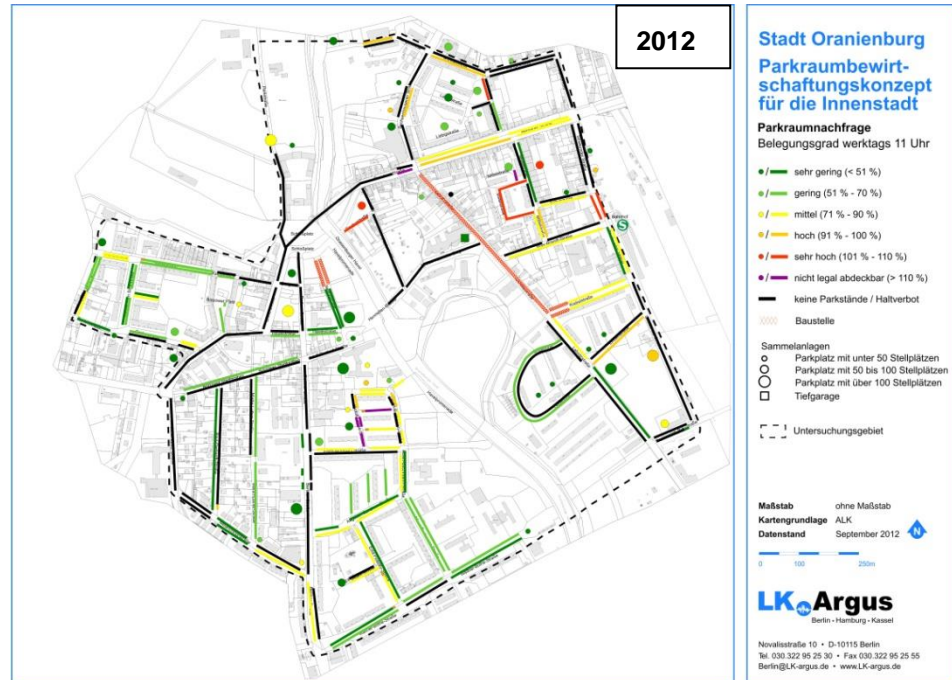 2012
Stadt Oranienburg
Parkraumbewirt-
schaftungskonzept
für die Innenstadt
Parkraumnachfrage
Belegungsgrad werktags 11 Uhr
sehr gering (< 51 %)
gering (51 % - 70 %)
mittel (71 % - 90 %)
hoch (91 % - 100 %)
sehr hoch (101 % - 110 %)
nicht legal abdeckbar (> 110 %)
keine Parkstände / Haltverbot
Baustelle
Sammelanlagen
Parkplatz mit unter 50 Stellplätzen
Parkplatz mit 50 bis 100 Stellplätzen
Parkplatz mit über 100 Stellplätzen
Tiefgarage
Untersuchungsgebiet
Maßstab ohne Maßstab
Kartengrundlage ALK
Datenstand September 2012
N
0 100 250m
LK Argus
Berlin - Hamburg - Kassel
Novalisstraße 10 • D-10115 Berlin
Tel. 030.322 95 25 30 • Fax 030.322 95 25 55
Berlin@LK-argus.de • www.LK-argus.de
Bahnhof
S